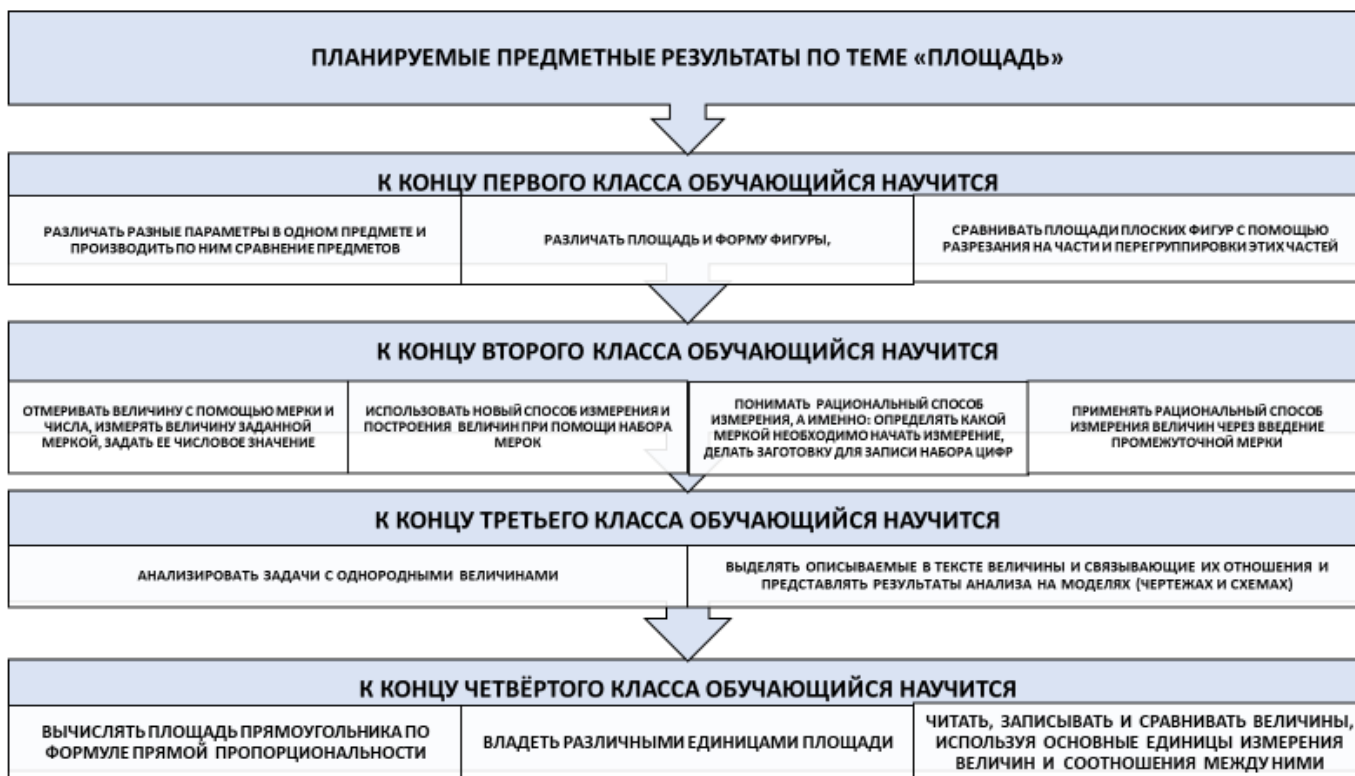 ПЛАНИРУЕМЫЕ ПРЕДМЕТНЫЕ РЕЗУЛЬТАТЫ ПО ТЕМЕ «ПЛОЩАДЬ»
К КОНЦУ ПЕРВОГО КЛАССА ОБУЧАЮЩИЙСЯ НАУЧИТСЯ
РАЗЛИЧАТЬ РАЗНЫЕ ПАРАМЕТРЫ В ОДНОМ ПРЕДМЕТЕ И
ПРОИЗВОДИТЬ ПО НИМ СРАВНЕНИЕ ПРЕДМЕТОВ
РАЗЛИЧАТЬ ПЛОЩАДЬ И ФОРМУ ФИГУРЫ,
СРАВНИВАТЬ ПЛОЩАДИ ПЛОСКИХ ФИГУР С ПОМОЩЬЮ
РАЗРЕЗАНИЯ НА ЧАСТИ И ПЕРЕГРУППИРОВКИ ЭТИХ ЧАСТЕЙ
К КОНЦУ ВТОРОГО КЛАССА ОБУЧАЮЩИЙСЯ НАУЧИТСЯ
ОТМЕРИВАТЬ ВЕЛИЧИНУ С ПОМОЩЬЮ МЕРКИ И
ЧИСЛА, ИЗМЕРЯТЬ ВЕЛИЧИНУ ЗАДАННОЙ
МЕРКОЙ, ЗАДАТЬ ЕЕ ЧИСЛОВОЕ ЗНАЧЕНИЕ
ИСПОЛЬЗОВАТЬ НОВЫЙ СПОСОБ ИЗМЕРЕНИЯ И
ПОСТРОЕНИЯ ВЕЛИЧИН ПРИ ПОМОЩИ НАБОРА
МЕРОК
ПОНИМАТЬ РАЦИОНАЛЬНЫЙ СПОСОБ
ИЗМЕРЕНИЯ, А ИМЕННО: ОПРЕДЕЛЯТЬ КАКОЙ
МЕРКОЙ НЕОБХОДИМО НАЧАТЬ ИЗМЕРЕНИЕ,
ДЕЛАТЬ ЗАГОТОВКУ ДЛЯ ЗАПИСИ НАБОРА ЦИФР
ПРИМЕНЯТЬ РАЦИОНАЛЬНЫЙ СПОСОБ
ИЗМЕРЕНИЯ ВЕЛИЧИН ЧЕРЕЗ ВВЕДЕНИЕ
ПРОМЕЖУТОЧНОЙ МЕРКИ
К КОНЦУ ТРЕТЬЕГО КЛАССА ОБУЧАЮЩИЙСЯ НАУЧИТСЯ
АНАЛИЗИРОВАТЬ ЗАДАЧИ С ОДНОРОДНЫМИ ВЕЛИЧИНАМИ
ВЫДЕЛЯТЬ ОПИСЫВАЕМЫЕ В ТЕКСТЕ ВЕЛИЧИНЫ И СВЯЗЫВАЮЩИЕ ИХ ОТНОШЕНИЯ И
ПРЕДСТАВЛЯТЬ РЕЗУЛЬТАТЫ АНАЛИЗА НА МОДЕЛЯХ (ЧЕРТЕЖАХ И СХЕМАХ)
К КОНЦУ ЧЕТВЁРТОГО КЛАССА ОБУЧАЮЩИЙСЯ НАУЧИТСЯ
ВЫЧИСЛЯТЬ ПЛОЩАДЬ ПРЯМОУГОЛЬНИКА ПО
ФОРМУЛЕ ПРЯМОЙ ПРОПОРЦИОНАЛЬНОСТИ
ВЛАДЕТЬ РАЗЛИЧНЫМИ ЕДИНИЦАМИ ПЛОЩАДИ
ЧИТАТЬ, ЗАПИСЫВАТЬ И СРАВНИВАТЬ ВЕЛИЧИНЫ,
ИСПОЛЬЗУЯ ОСНОВНЫЕ ЕДИНИЦЫ ИЗМЕРЕНИЯ
ВЕЛИЧИН И СООТНОШЕНИЯ МЕЖДУ НИМИ